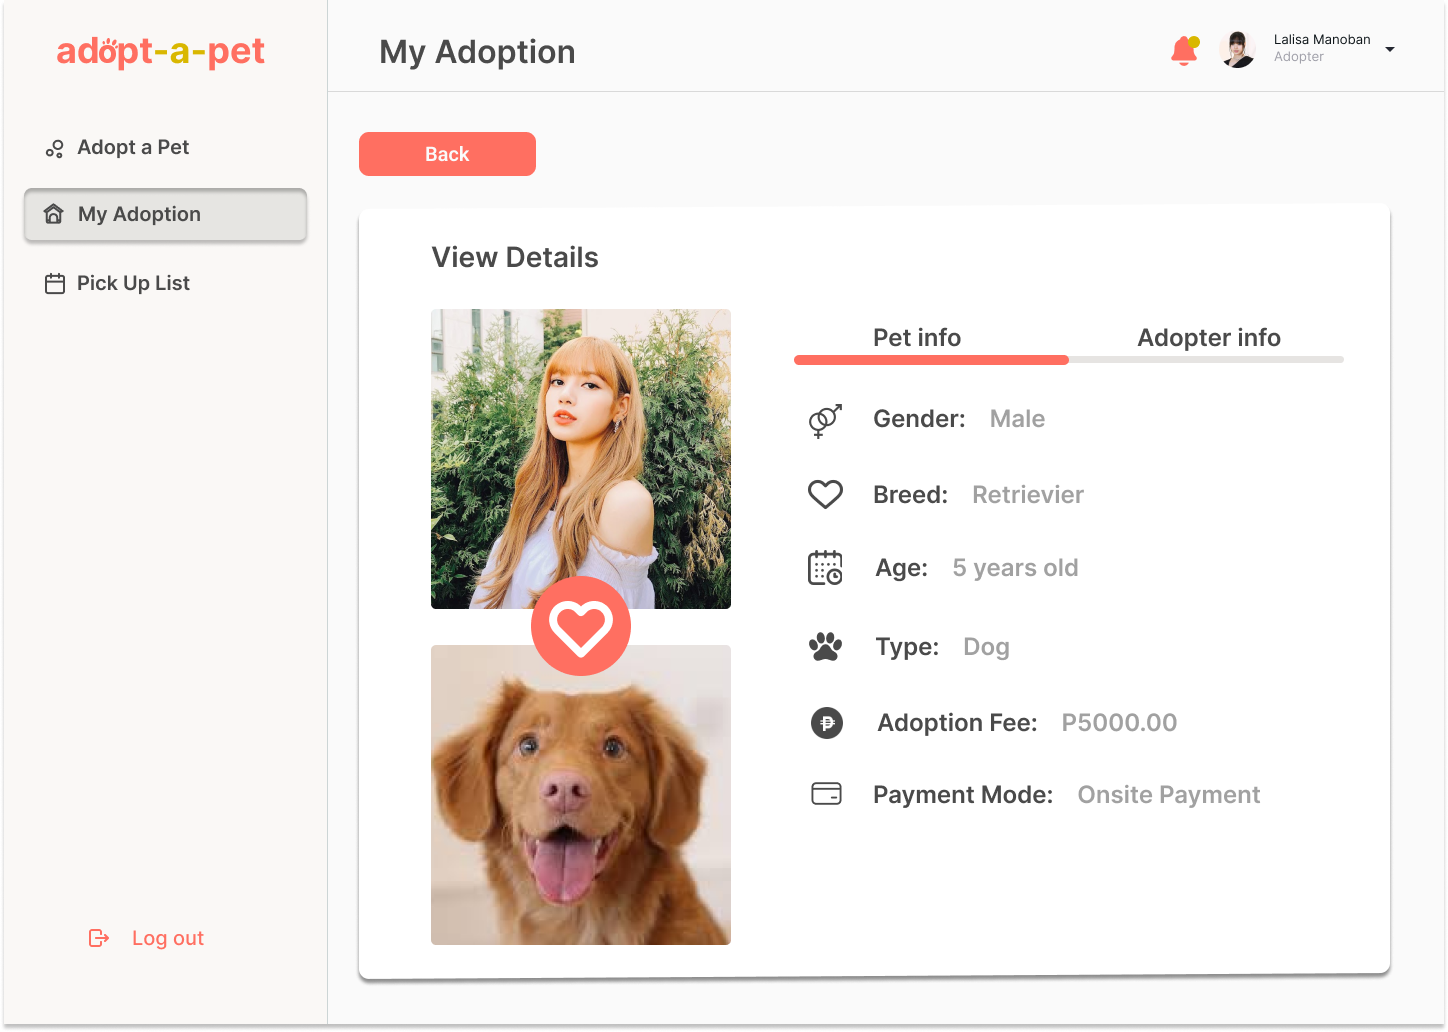 adopt-a-pet
My Adoption
Lalisa Manoban
Adopter
Adopt a Pet
My Adoption
Pick Up List
Log out
Back
View Details
Pet info
Adopter info
Gender: Male
Breed: Retrievier
Age: 5 years old
Type: Dog
Adoption Fee: P5000.00
Payment Mode: Onsite Payment